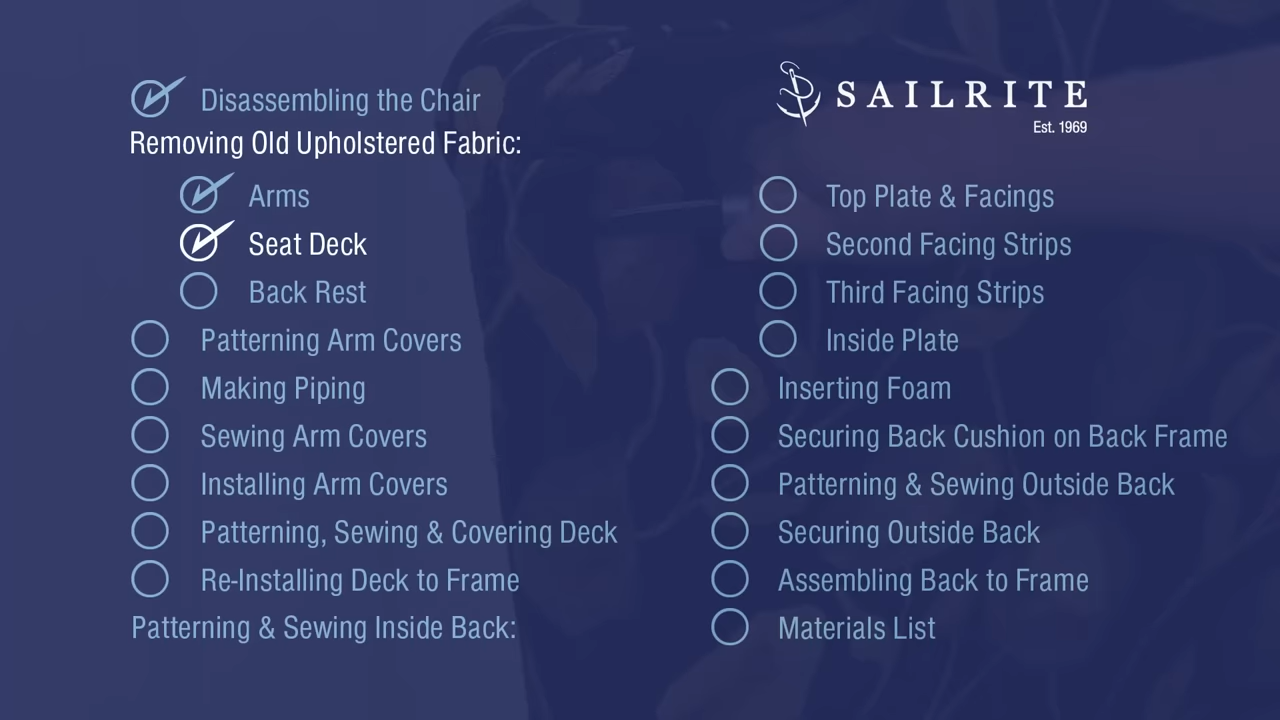 Disassembling the Chair
Removing Old Upholstered Fabric:
Arms
Seat Deck
Back Rest
Patterning Arm Covers
Making Piping
Sewing Arm Covers
Installing Arm Covers
Patterning, Sewing & Covering Deck
Re-Installing Deck to Frame
Patterning & Sewing Inside Back:
SAILRITE
Est. 1969
Top Plate & Facings
Second Facing Strips
Third Facing Strips
Inside Plate
Inserting Foam
Securing Back Cushion on Back Frame
Patterning & Sewing Outside Back
Securing Outside Back
Assembling Back to Frame
Materials List